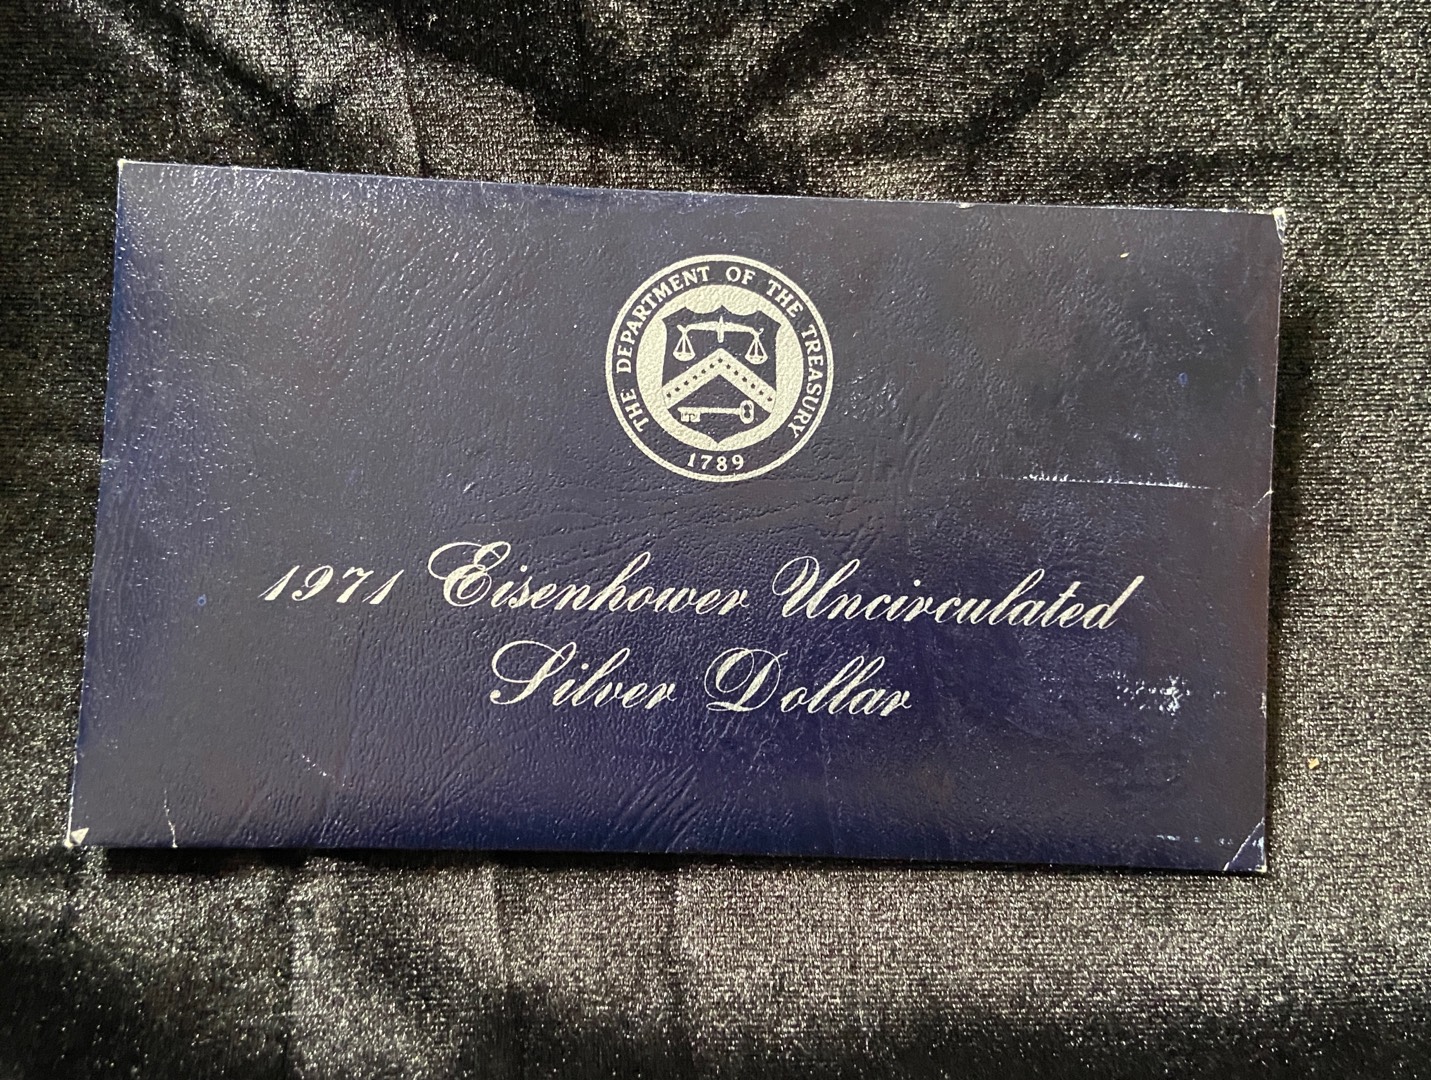 THE DEPARTMENT OF THE TREASURY
1789
1971 Eisenhower Uncirculated
Silver Dollar